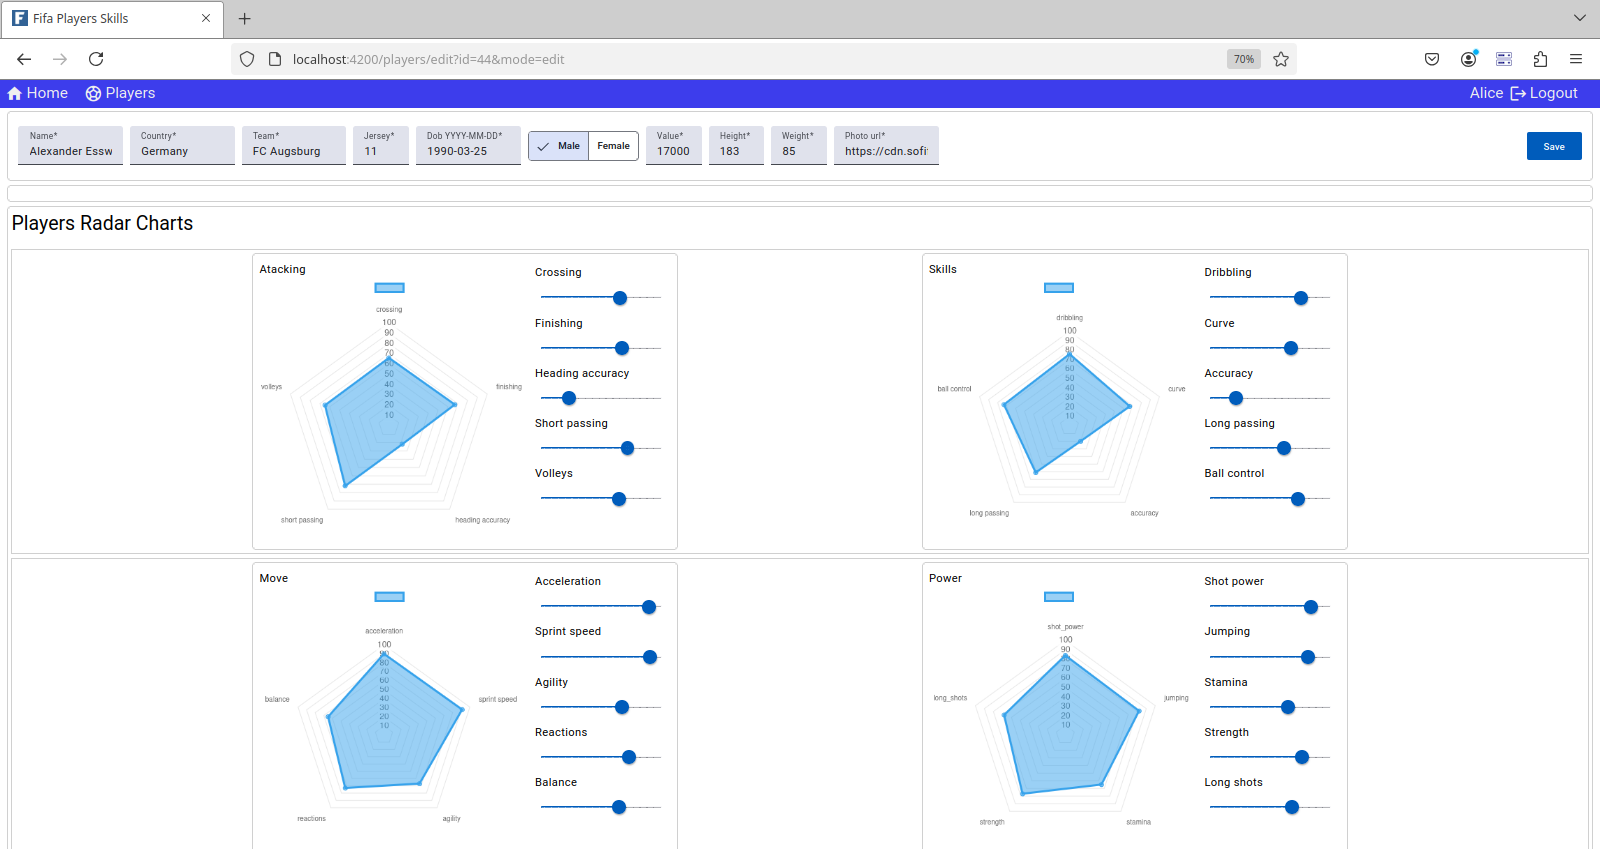 Fifa Players Skills
localhost:4200/players/edit?id=44&mode=edit
70%
Home
Players
Alice
Logout
Name*
Alexander Essw
Country*
Germany
Team*
FC Augsburg
Jersey*
11
Dob YYYY-MM-DD*
1990-03-25
Male
Female
Value*
17000
Height*
183
Weight*
85
Photo url*
https://cdn.sofi
Save
Players Radar Charts
Atacking
crossing
100
90
80
70
60
50
40
30
20
10
volleys
finishing
short passing
heading accuracy
Crossing
Finishing
Heading accuracy
Short passing
Volleys
Skills
dribbling
100
90
80
70
60
50
40
30
20
10
ball control
curve
long passing
accuracy
Dribbling
Curve
Accuracy
Long passing
Ball control
Move
acceleration
100
90
80
70
60
50
40
30
20
10
balance
sprint speed
reactions
agility
Acceleration
Sprint speed
Agility
Reactions
Balance
Power
shot_power
100
90
80
70
60
50
40
30
20
10
long_shots
jumping
strength
stamina
Shot power
Jumping
Stamina
Strength
Long shots